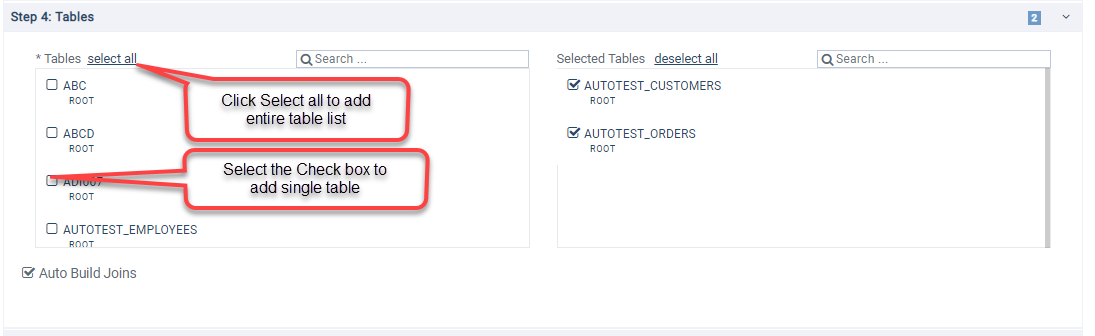 Step 4: Tables
2
* Tables select all
Search ...
Selected Tables deselect all
Search ...
ABC
ROOT
ABCD
ROOT
ADI007
ROOT
AUTOTEST_EMPLOYEES
ROOT
Click Select all to add
entire table list
Select the Check box to
add single table
AUTOTEST_CUSTOMERS
ROOT
AUTOTEST_ORDERS
ROOT
Auto Build Joins